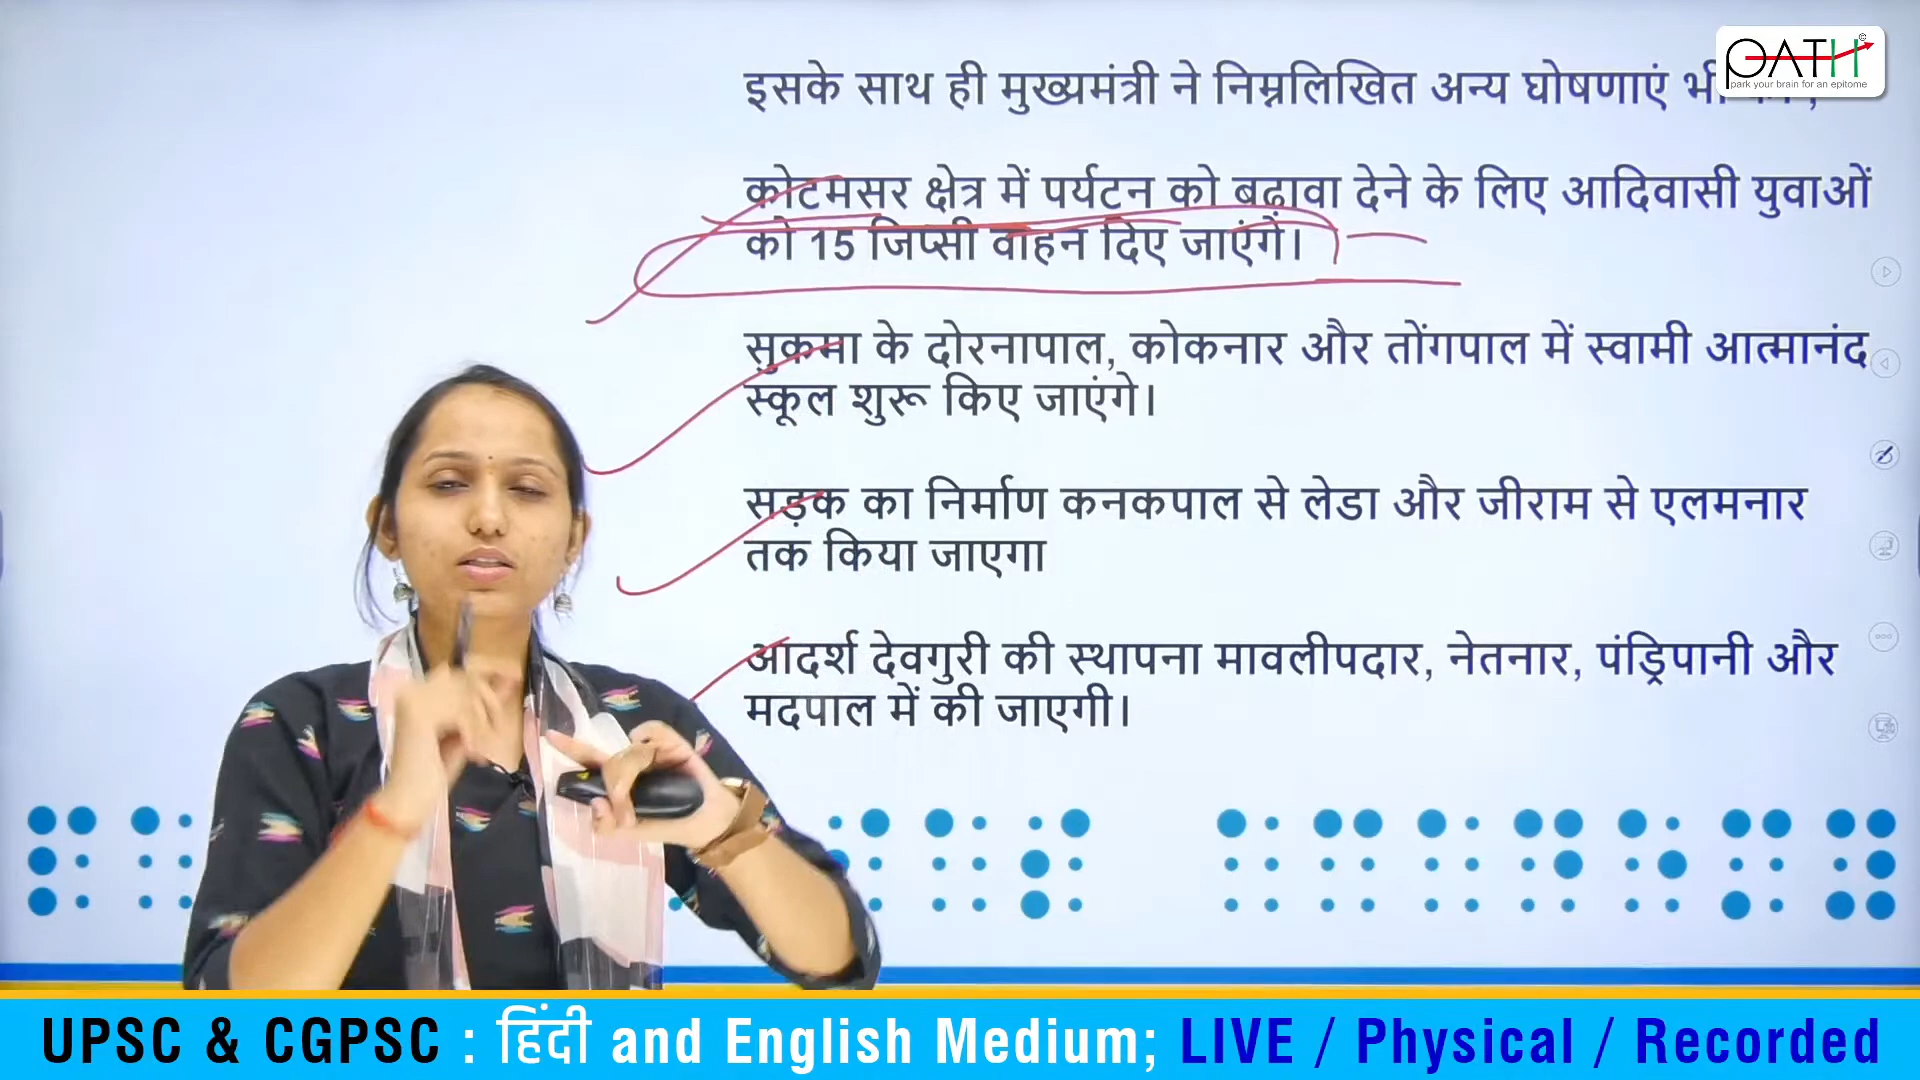 PATH
©
park your brain for an epitome
इसके साथ ही मुख्यमंत्री ने निम्नलिखित अन्य घोषणाएं
कोटमसर क्षेत्र में पर्यटन को बढ़ावा देने के लिए आदिवासी युवाओं
को 15 जिप्सी वाहन दिए जाएंगें।
सुकमा के दोरनापाल, कोकनार और तोंगपाल में स्वामी आत्मानंद
स्कूल शुरू किए जाएंगे।
सड़क का निर्माण कनकपाल से लेडा और जीराम से एलमनार
तक किया जाएगा
आदर्श देवगुरी की स्थापना मावलीपदार, नेतनार, पंड्रिपानी और
मदपाल में की जाएगी।
UPSC & CGPSC : हिंदी and English Medium; LIVE / Physical / Recorded